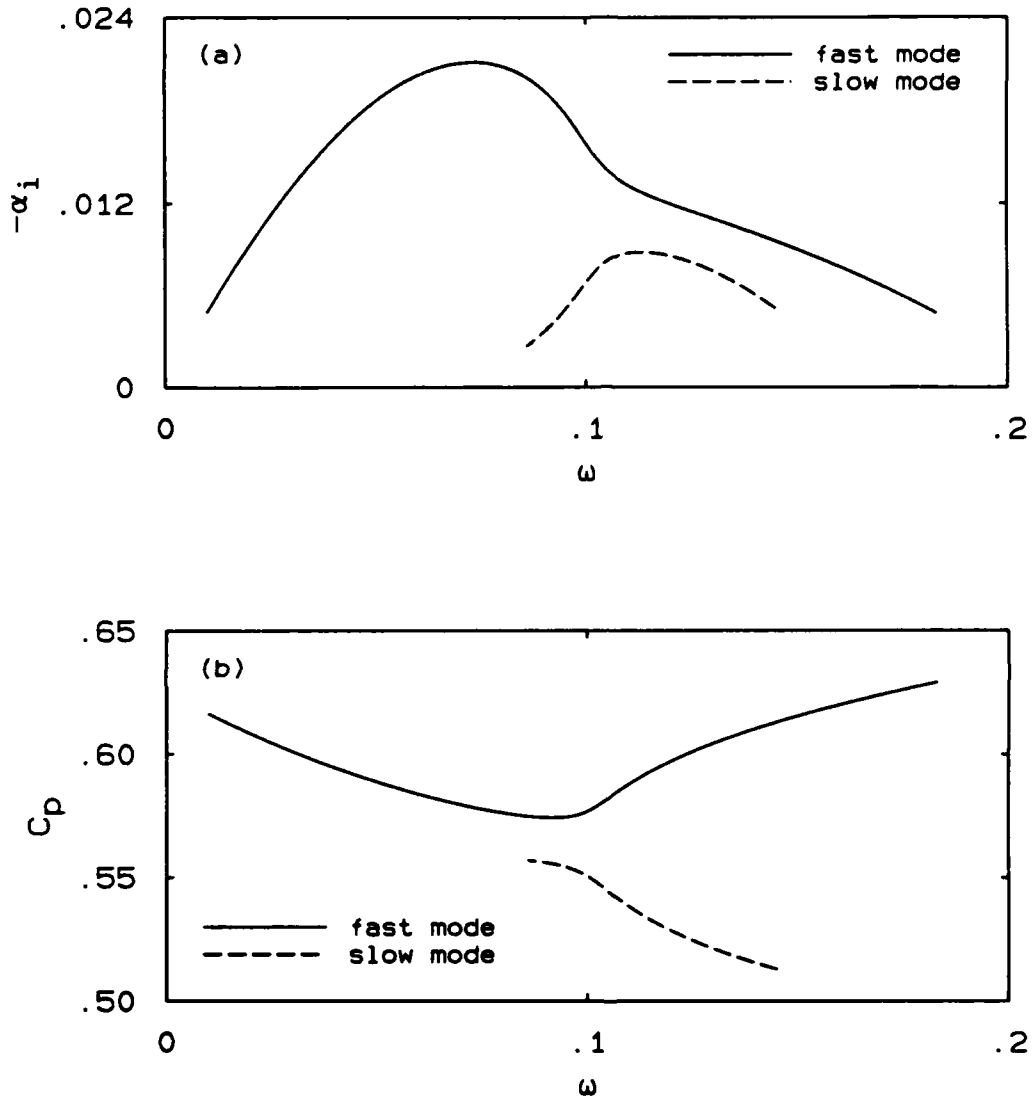 .024
(a)
fast mode
slow mode
-αi
.012
0
0
.1
.2
ω
.65
(b)
.60
Cp
.55
fast mode
slow mode
.50
0
.1
.2
ω